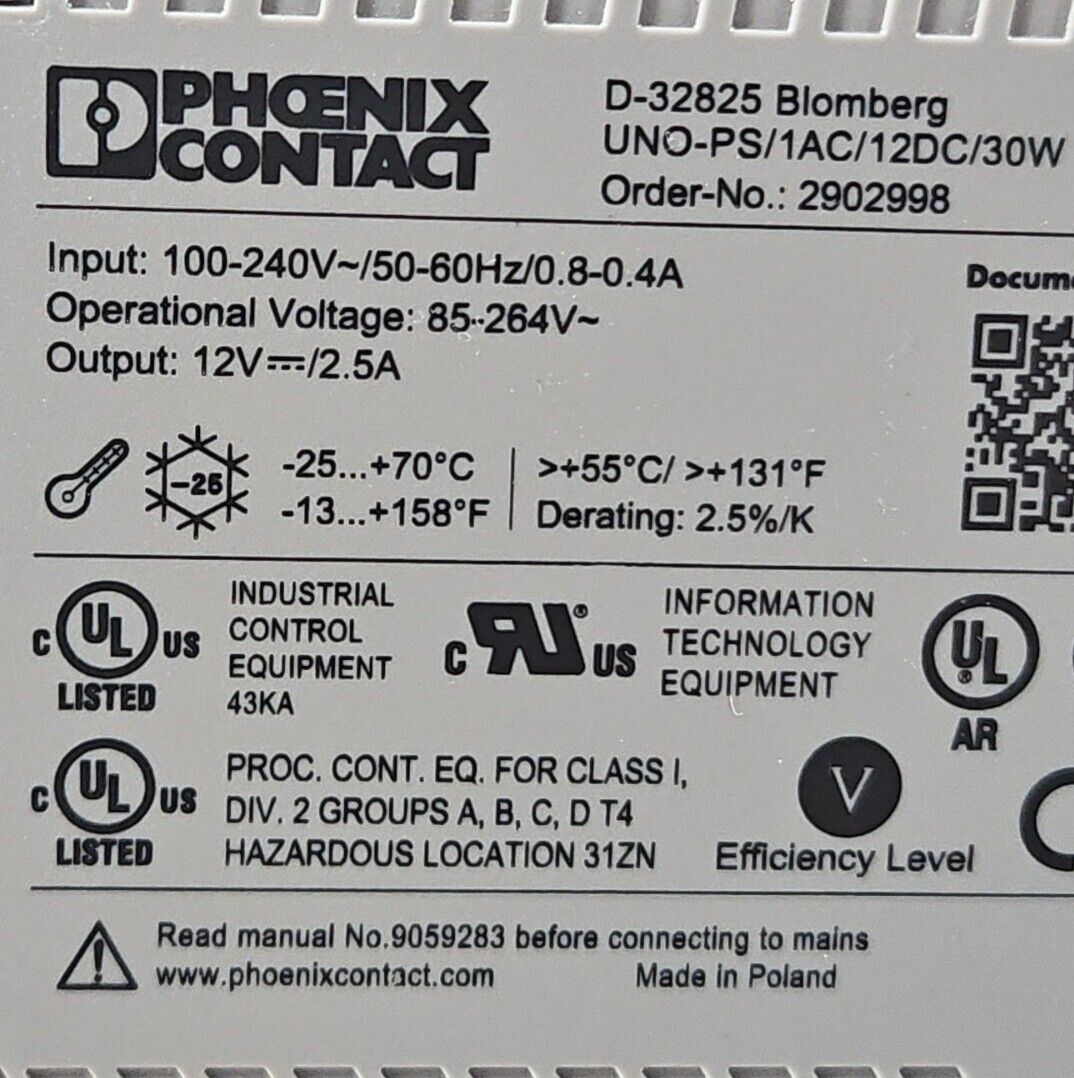 PHŒNIX
CONTACT
D-32825 Blomberg
UNO-PS/1AC/12DC/30W
Order-No.: 2902998
Input: 100-240V~/50-60Hz/0.8-0.4A
Operational Voltage: 85..264V~
Output: 12V⎓/2.5A
-25
-25...+70°C
-13...+158°F
>+55°C/ >+131°F
Derating: 2.5%/K
C UL US
LISTED
INDUSTRIAL
CONTROL
EQUIPMENT
43KA
C RU® US
INFORMATION
TECHNOLOGY
EQUIPMENT
UL®
AR
C UL US
LISTED
PROC. CONT. EQ. FOR CLASS I,
DIV. 2 GROUPS A, B, C, D T4
HAZARDOUS LOCATION 31ZN
V
Efficiency Level
Read manual No.9059283 before connecting to mains
www.phoenixcontact.com
Made in Poland